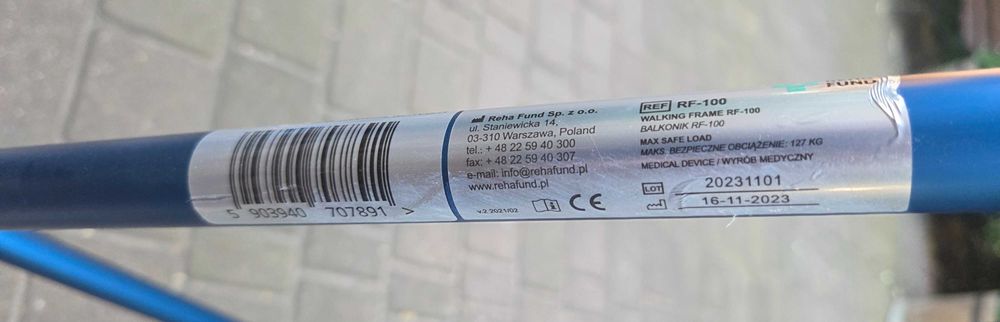 5 903940 707891 >
Reha Fund Sp. z o.o.
ul. Staniewicka 14,
03-310 Warszawa, Poland
tel.: + 48 22 59 40 300
fax: + 48 22 59 40 307
e-mail: info@rehafund.pl
www.rehafund.pl
v.2 2021/02
CE
FUND
REF RF-100
WALKING FRAME RF-100
BALKONIK RF-100
MAX SAFE LOAD
MAKS. BEZPIECZNE OBCIĄŻENIE: 127 KG
MEDICAL DEVICE / WYRÓB MEDYCZNY
LOT 20231101
16-11-2023